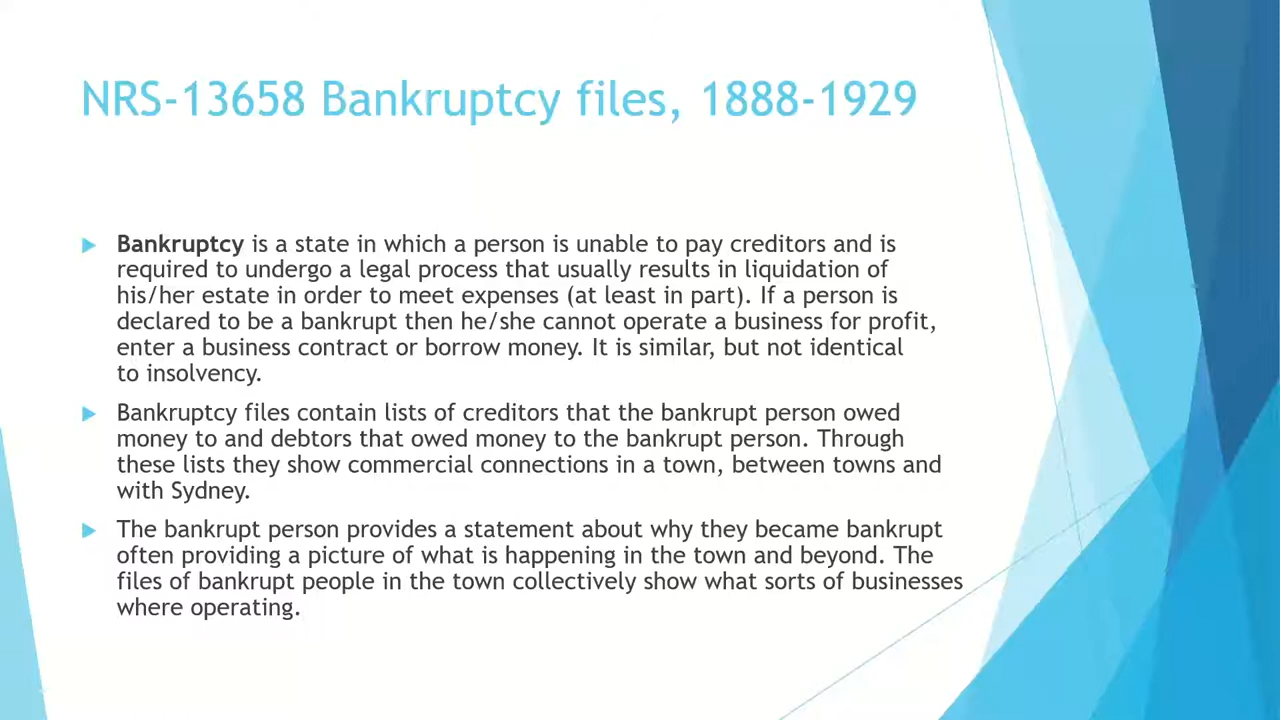 NRS-13658 Bankruptcy files, 1888-1929
Bankruptcy is a state in which a person is unable to pay creditors and is
required to undergo a legal process that usually results in liquidation of
his/her estate in order to meet expenses (at least in part). If a person is
declared to be a bankrupt then he/she cannot operate a business for profit,
enter a business contract or borrow money. It is similar, but not identical
to insolvency.
Bankruptcy files contain lists of creditors that the bankrupt person owed
money to and debtors that owed money to the bankrupt person. Through
these lists they show commercial connections in a town, between towns and
with Sydney.
The bankrupt person provides a statement about why they became bankrupt
often providing a picture of what is happening in the town and beyond. The
files of bankrupt people in the town collectively show what sorts of businesses
where operating.